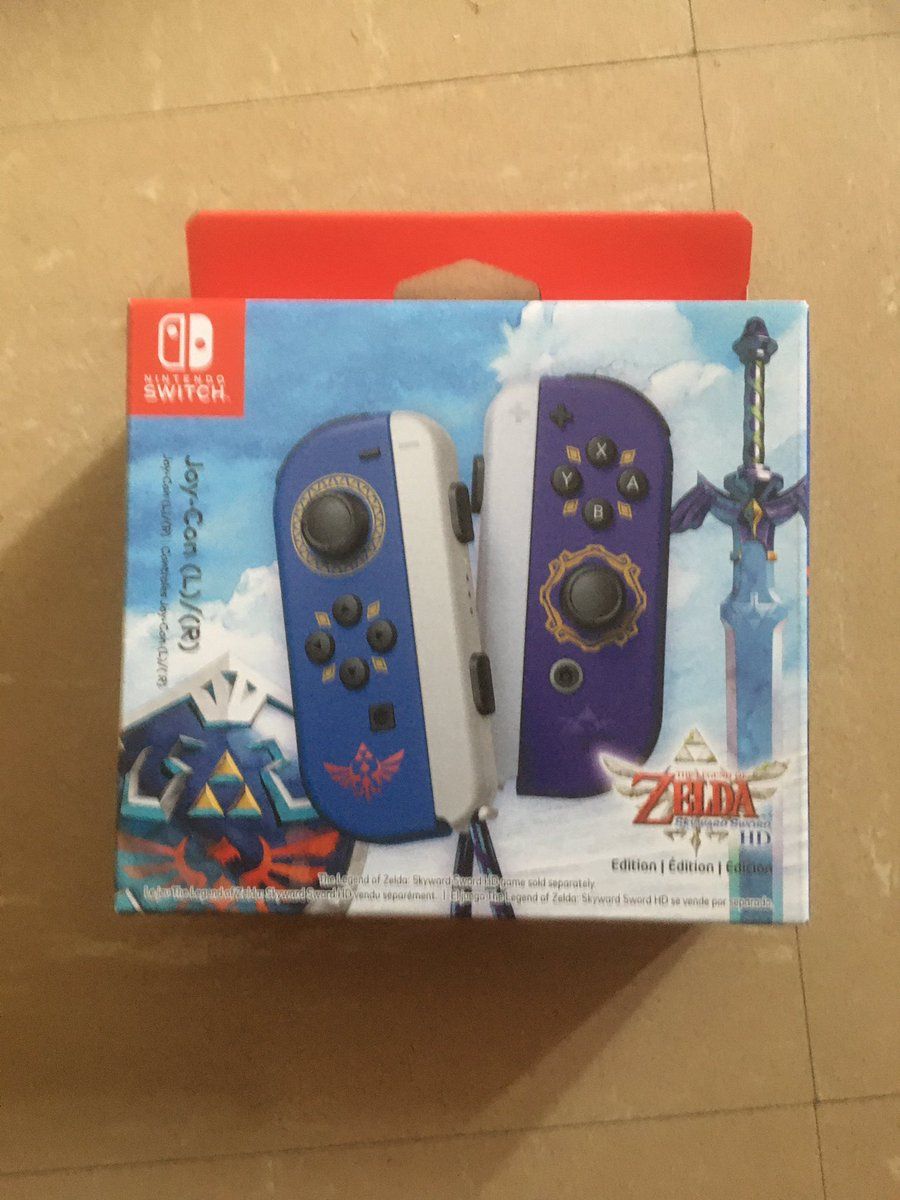 NINTENDO
SWITCH
Joy-Con (L)/(R)
Joy-Con (L)/(R) | Controles Joy-Con (L)/(R)
X
Y
A
B
THE LEGEND OF
ZELDA
SKYWARD SWORD
HD
Edition | Édition | Edición
The Legend of Zelda: Skyward Sword HD game sold separately.
Le jeu The Legend of Zelda: Skyward Sword HD vendu séparément. | El juego The Legend of Zelda: Skyward Sword HD se vende por separado.